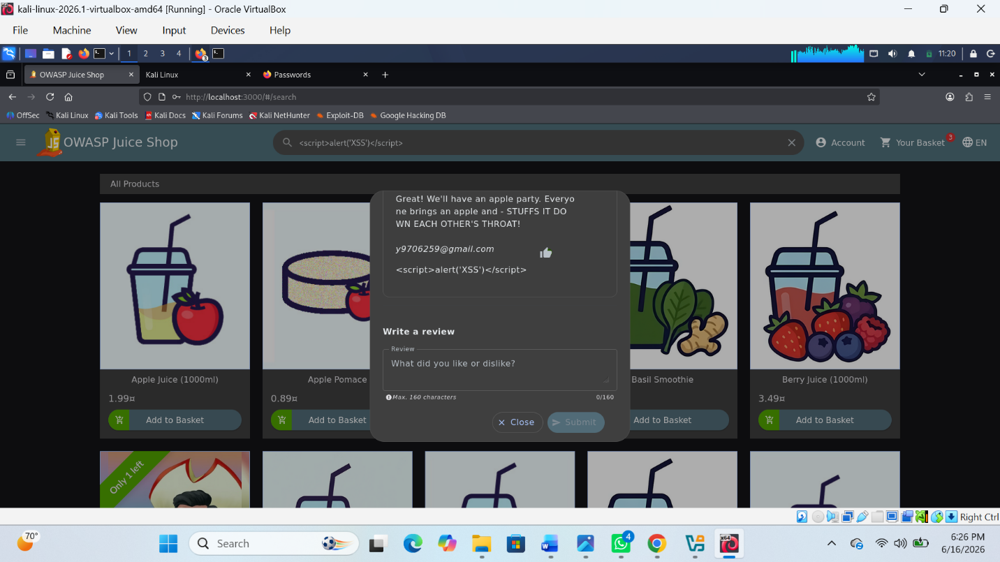 kali-linux-2026.1-virtualbox-amd64 [Running] - Oracle VirtualBox
File Machine View Input Devices Help
1 2 3 4 3 11:20
OWASP Juice Shop Kali Linux Passwords
http://localhost:3000/#/search
OffSec Kali Linux Kali Tools Kali Docs Kali Forums Kali NetHunter Exploit-DB Google Hacking DB
OWASP Juice Shop <script>alert('XSS')</script> Account Your Basket 3 EN
All Products
Great! We'll have an apple party. Everyo
ne brings an apple and - STUFFS IT DO
WN EACH OTHER'S THROAT!
y9706259@gmail.com
<script>alert('XSS')</script>
Write a review
Review
What did you like or dislike?
Max. 160 characters 0/160
Close Submit
Apple Juice (1000ml) Apple Pomace Basil Smoothie Berry Juice (1000ml)
1.99¤ 0.89¤ 3.49¤
Add to Basket Add to Basket Add to Basket Add to Basket
Only 1 left
Right Ctrl
70° Search 4 x64 6:26 PM
6/16/2026